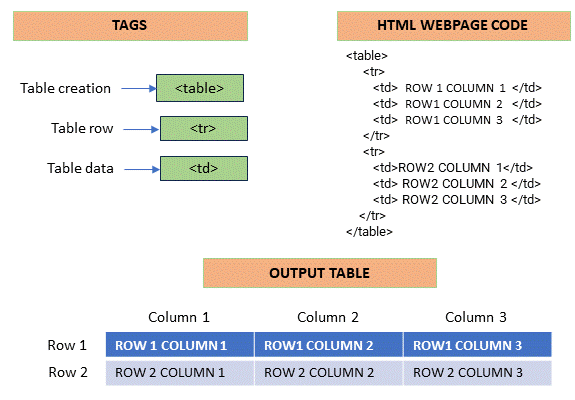 TAGS
Table creation
<table>
Table row
<tr>
Table data
<td>
HTML WEBPAGE CODE
<table>
<tr>
<td> ROW 1 COLUMN 1 </td>
<td> ROW1 COLUMN 2 </td>
<td> ROW1 COLUMN 3 </td>
</tr>
<tr>
<td>ROW2 COLUMN 1</td>
<td> ROW2 COLUMN 2 </td>
<td> ROW2 COLUMN 3 </td>
</tr>
</table>
OUTPUT TABLE
Column 1 Column 2 Column 3
Row 1 ROW 1 COLUMN 1 ROW1 COLUMN 2 ROW1 COLUMN 3
Row 2 ROW 2 COLUMN 1 ROW 2 COLUMN 2 ROW 2 COLUMN 3